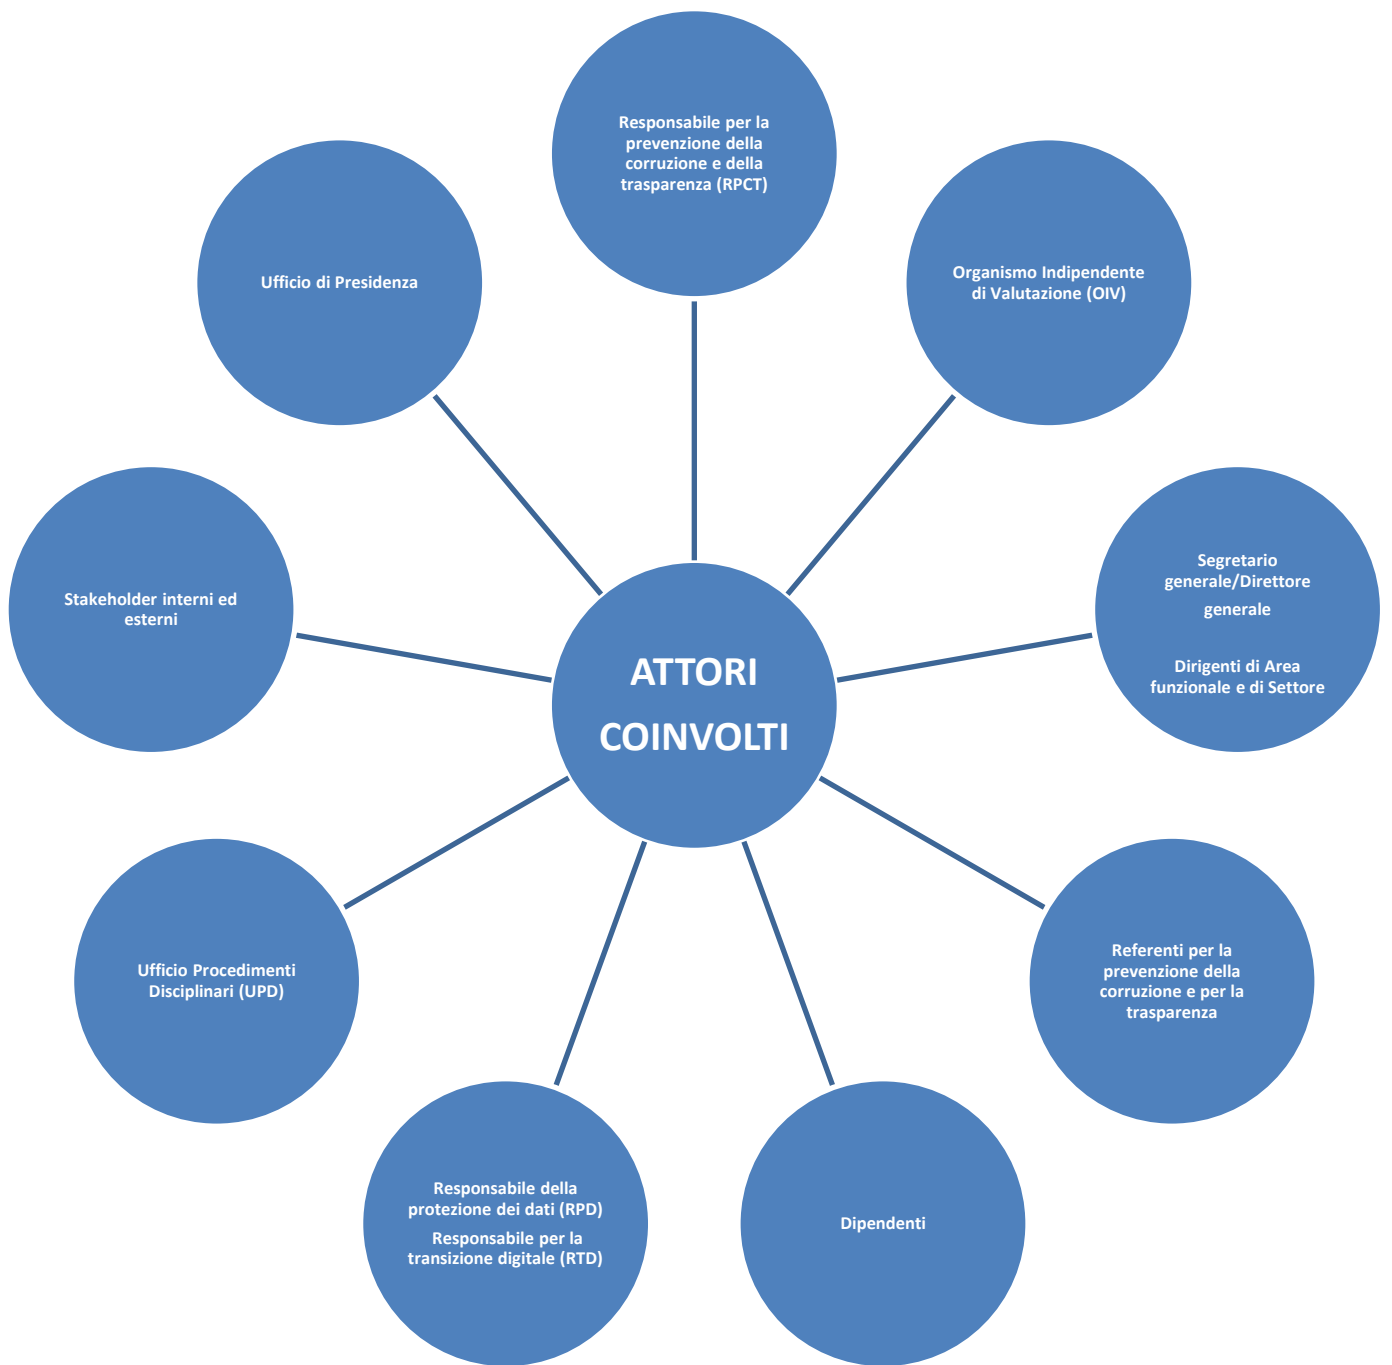 Responsabile per la
prevenzione della
corruzione e della
trasparenza (RPCT)
Organismo Indipendente
di Valutazione (OIV)
Segretario
generale/Direttore
generale
Dirigenti di Area
funzionale e di Settore
Referenti per la
prevenzione della
corruzione e per la
trasparenza
Dipendenti
Responsabile della
protezione dei dati (RPD)
Responsabile per la
transizione digitale (RTD)
Ufficio Procedimenti
Disciplinari (UPD)
Stakeholder interni ed
esterni
Ufficio di Presidenza
ATTORI
COINVOLTI